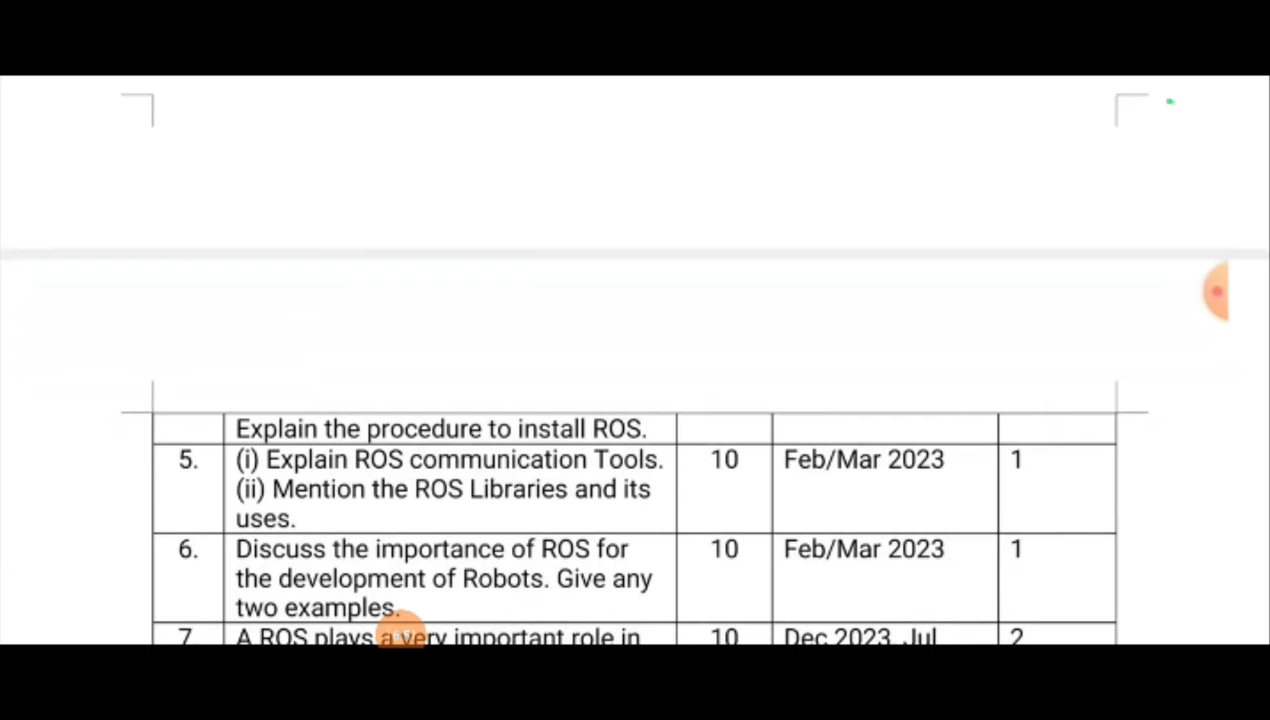 Explain the procedure to install ROS.
5. (i) Explain ROS communication Tools. 10 Feb/Mar 2023 1
(ii) Mention the ROS Libraries and its
uses.
6. Discuss the importance of ROS for 10 Feb/Mar 2023 1
the development of Robots. Give any
two examples.
7. A ROS plays a very important role in 10 Dec 2023, Jul 2